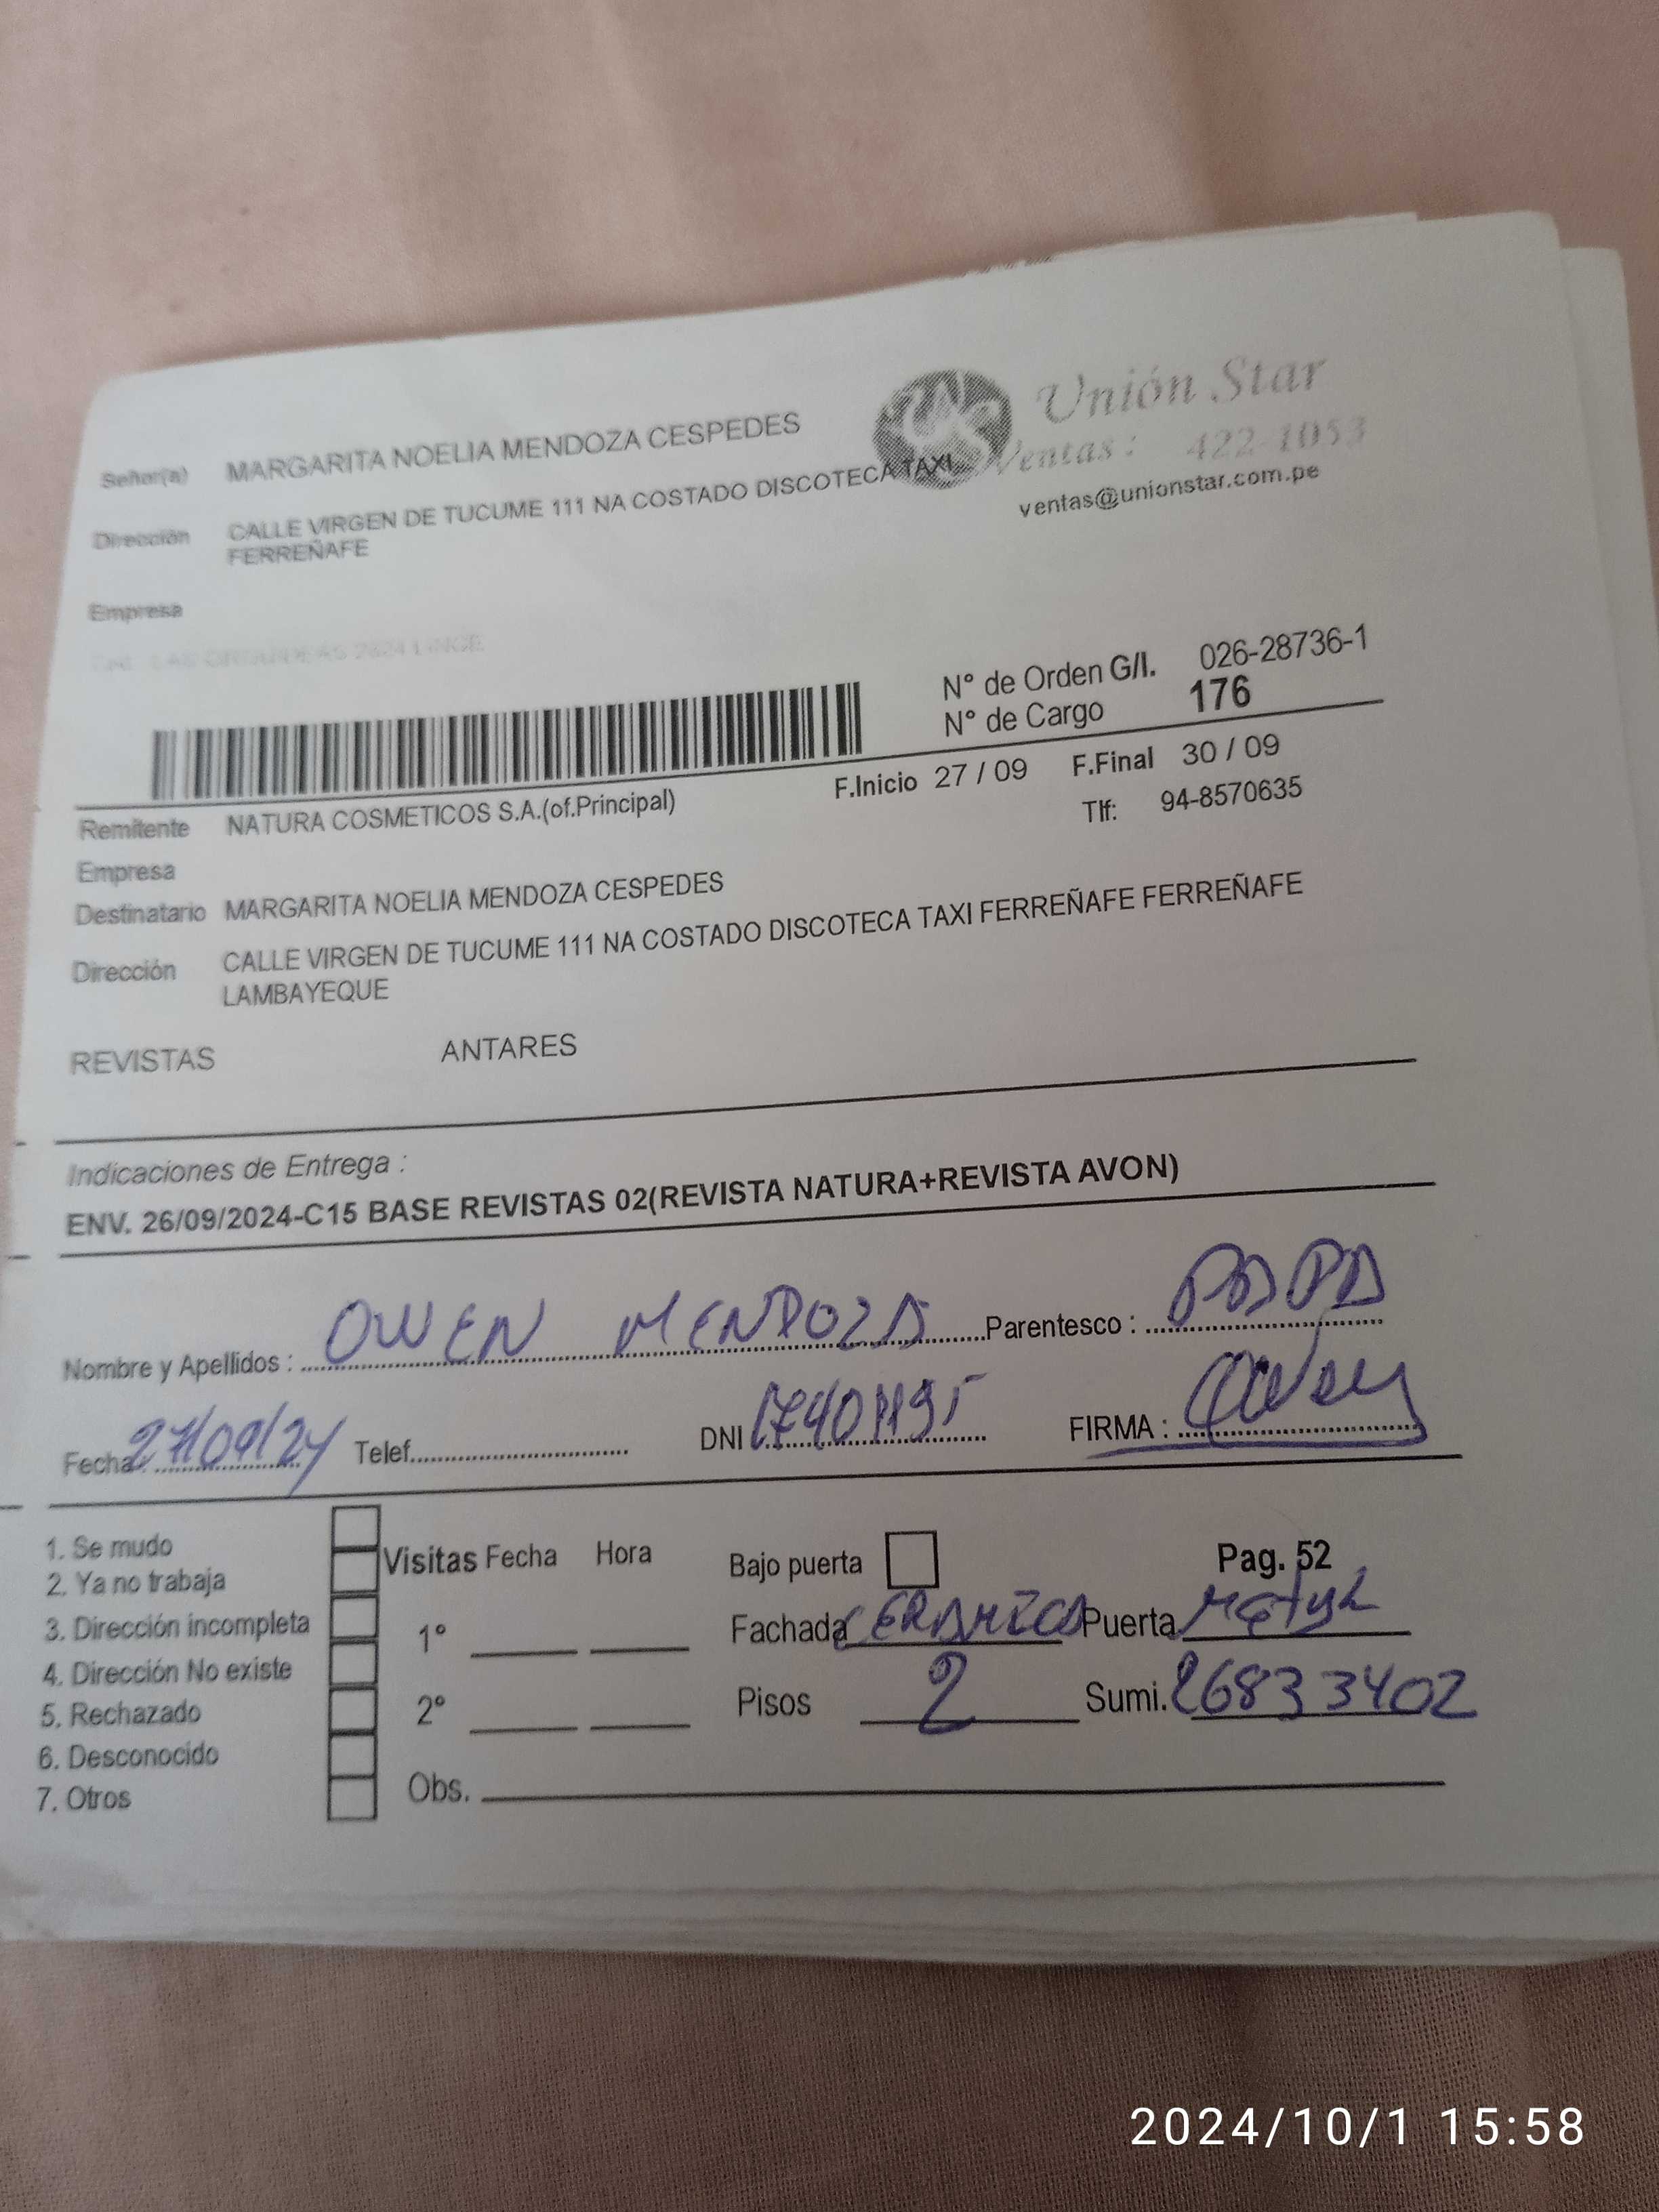 Unión Star
Ventas: 422-1053
ventas@unionstar.com.pe
Señor(a) MARGARITA NOELIA MENDOZA CESPEDES
Dirección CALLE VIRGEN DE TUCUME 111 NA COSTADO DISCOTECA TAXI
FERREÑAFE
Empresa
N° de Orden G/I. 026-28736-1
N° de Cargo 176
F.Inicio 27 / 09 F.Final 30 / 09
Remitente NATURA COSMETICOS S.A.(of.Principal) Tlf: 94-8570635
Empresa
Destinatario MARGARITA NOELIA MENDOZA CESPEDES
Dirección CALLE VIRGEN DE TUCUME 111 NA COSTADO DISCOTECA TAXI FERREÑAFE FERREÑAFE
LAMBAYEQUE
REVISTAS ANTARES
Indicaciones de Entrega :
ENV. 26/09/2024-C15 BASE REVISTAS 02(REVISTA NATURA+REVISTA AVON)
Nombre y Apellidos : OWEN MENDOZA Parentesco : PAPA
Fecha 27/09/24 Telef. DNI FIRMA : Owen
1. Se mudo
2. Ya no trabaja
3. Dirección incompleta
4. Dirección No existe
5. Rechazado
6. Desconocido
7. Otros
Visitas Fecha Hora Bajo puerta Pag. 52
1° Fachada CERAMICA Puerta Metal
2° Pisos 2 Sumi. 26833402
Obs.
2024/10/1 15:58